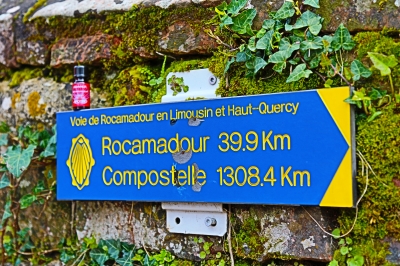 Voie de Rocamadour en Limousin et Haut-Quercy
Rocamadour 39.9 Km
Compostelle 1308.4 Km